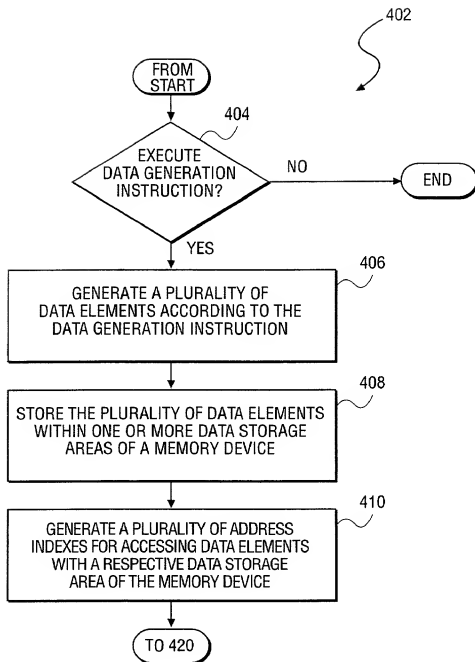 402
FROM
START
404
EXECUTE
DATA GENERATION
INSTRUCTION?
NO
END
YES
406
GENERATE A PLURALITY OF
DATA ELEMENTS ACCORDING TO THE
DATA GENERATION INSTRUCTION
408
STORE THE PLURALITY OF DATA ELEMENTS
WITHIN ONE OR MORE DATA STORAGE
AREAS OF A MEMORY DEVICE
410
GENERATE A PLURALITY OF ADDRESS
INDEXES FOR ACCESSING DATA ELEMENTS
WITH A RESPECTIVE DATA STORAGE
AREA OF THE MEMORY DEVICE
TO 420